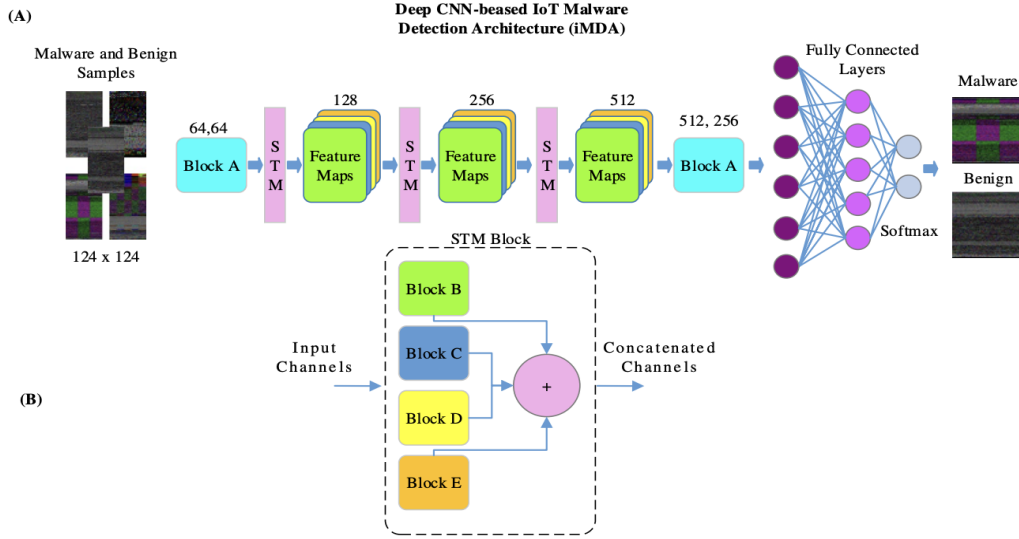 (A)
Deep CNN-beased IoT Malware
Detection Architecture (iMDA)
Malware and Benign
Samples
124 x 124
64,64
Block A
S
T
M
128
Feature
Maps
S
T
M
256
Feature
Maps
S
T
M
512
Feature
Maps
512, 256
Block A
Fully Connected
Layers
Softmax
Malware
Benign
(B)
STM Block
Input
Channels
Block B
Block C
Block D
Block E
+
Concatenated
Channels